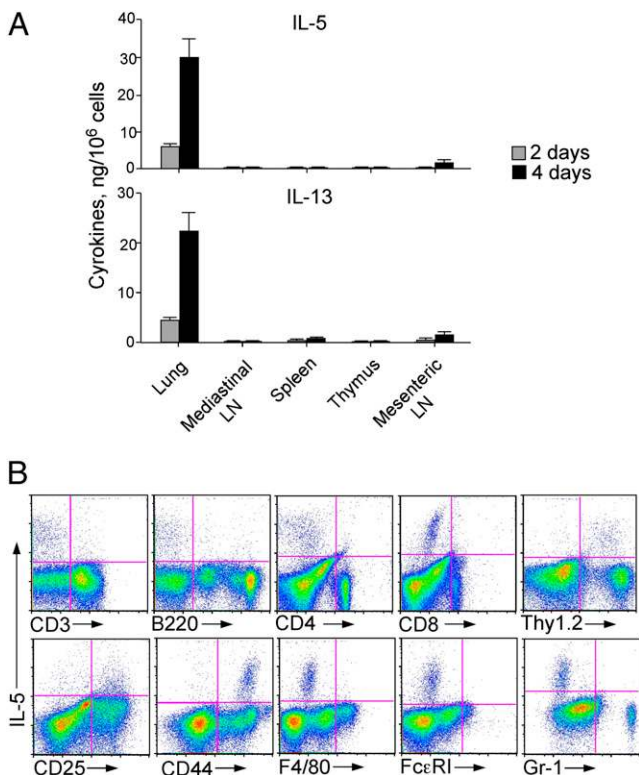 A
IL-5
40
30
20
10
0
IL-13
30
20
10
0
Cyrokines, ng/10⁶ cells
2 days
4 days
Lung
Mediastinal
LN
Spleen
Thymus
Mesenteric
LN
B
IL-5
CD3
B220
CD4
CD8
Thy1.2
CD25
CD44
F4/80
FcεRI
Gr-1